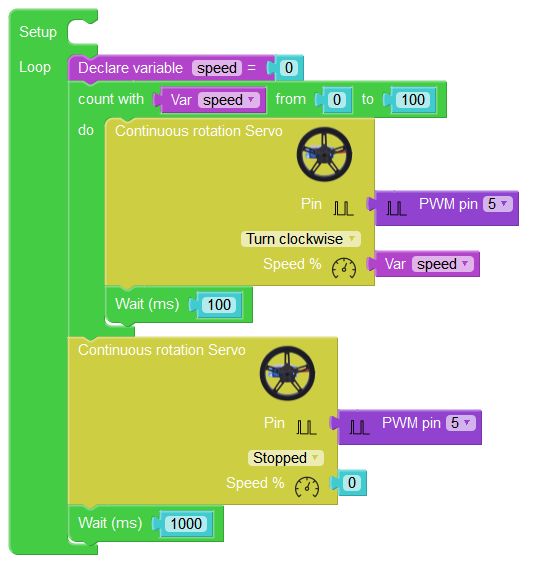 Setup
Loop Declare variable speed = 0
count with Var speed from 0 to 100
do Continuous rotation Servo
Pin PWM pin 5
Turn clockwise
Speed % Var speed
Wait (ms) 100
Continuous rotation Servo
Pin PWM pin 5
Stopped
Speed % 0
Wait (ms) 1000